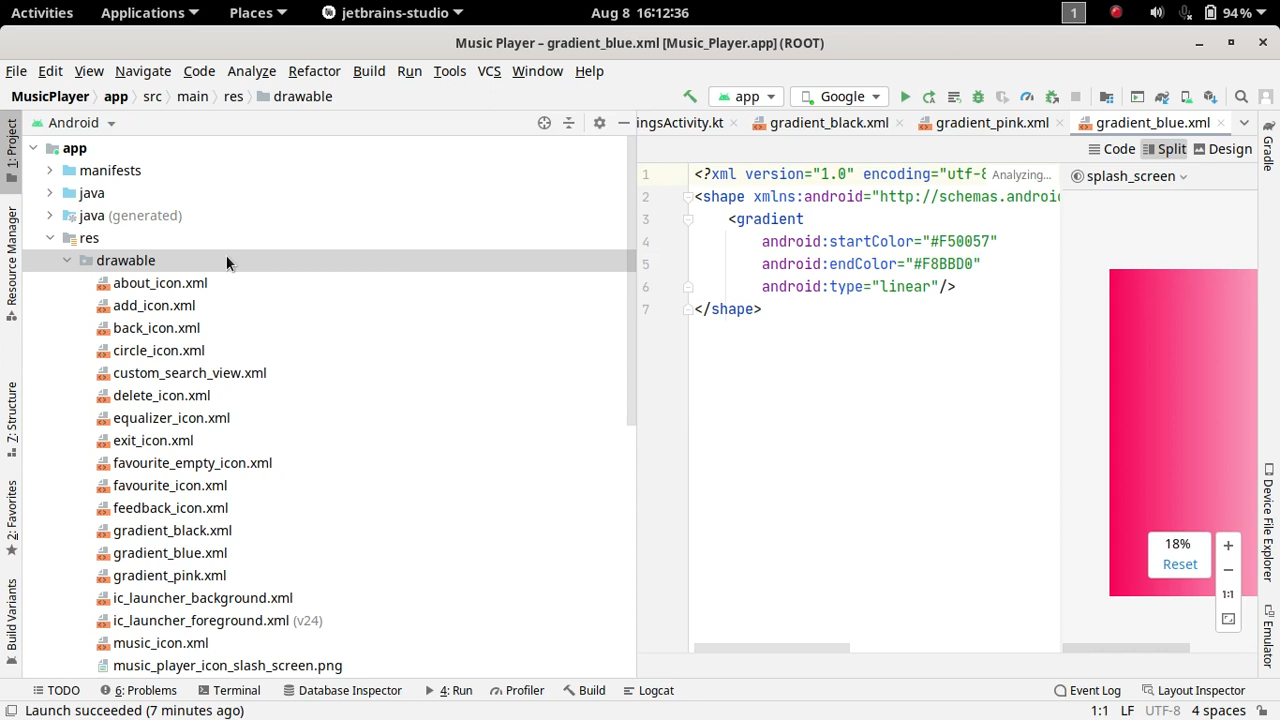 Activities Applications Places jetbrains-studio Aug 8 16:12:36 1 94%
Music Player – gradient_blue.xml [Music_Player.app] (ROOT)
File Edit View Navigate Code Analyze Refactor Build Run Tools VCS Window Help
MusicPlayer app src main res drawable app Google
Android ingsActivity.kt gradient_black.xml gradient_pink.xml gradient_blue.xml
Code Split Design
splash_screen
1: Project
Resource Manager
Z: Structure
2: Favorites
Build Variants
app
manifests
java
java (generated)
res
drawable
about_icon.xml
add_icon.xml
back_icon.xml
circle_icon.xml
custom_search_view.xml
delete_icon.xml
equalizer_icon.xml
exit_icon.xml
favourite_empty_icon.xml
favourite_icon.xml
feedback_icon.xml
gradient_black.xml
gradient_blue.xml
gradient_pink.xml
ic_launcher_background.xml
ic_launcher_foreground.xml (v24)
music_icon.xml
music_player_icon_slash_screen.png
1 <?xml version="1.0" encoding="utf-8 Analyzing...
2 <shape xmlns:android="http://schemas.androi
3 <gradient
4 android:startColor="#F50057"
5 android:endColor="#F8BBD0"
6 android:type="linear"/>
7 </shape>
18%
Reset
1:1
Gradle
Device File Explorer
Emulator
TODO 6: Problems Terminal Database Inspector 4: Run Profiler Build Logcat Event Log Layout Inspector
Launch succeeded (7 minutes ago) 1:1 LF UTF-8 4 spaces